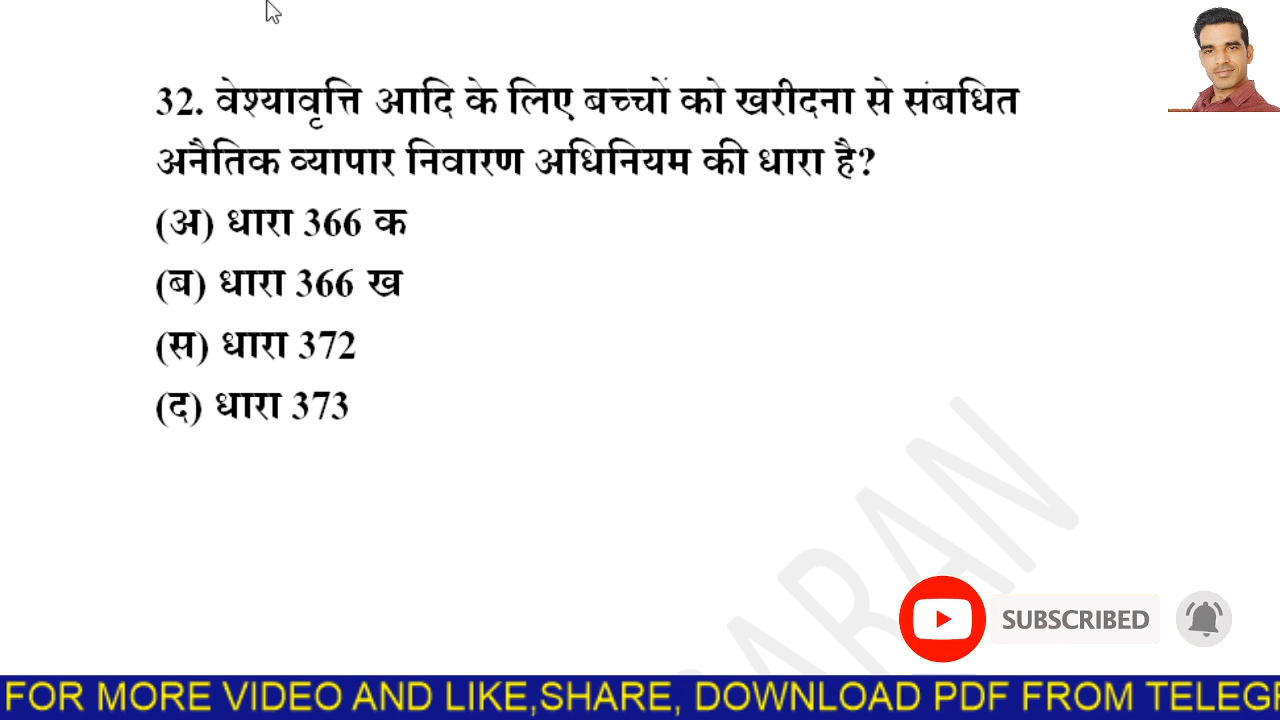 32. वेश्यावृत्ति आदि के लिए बच्चों को खरीदना से संबधित
अनैतिक व्यापार निवारण अधिनियम की धारा है?
(अ) धारा 366 क
(ब) धारा 366 ख
(स) धारा 372
(द) धारा 373
SUBSCRIBED
FOR MORE VIDEO AND LIKE,SHARE, DOWNLOAD PDF FROM